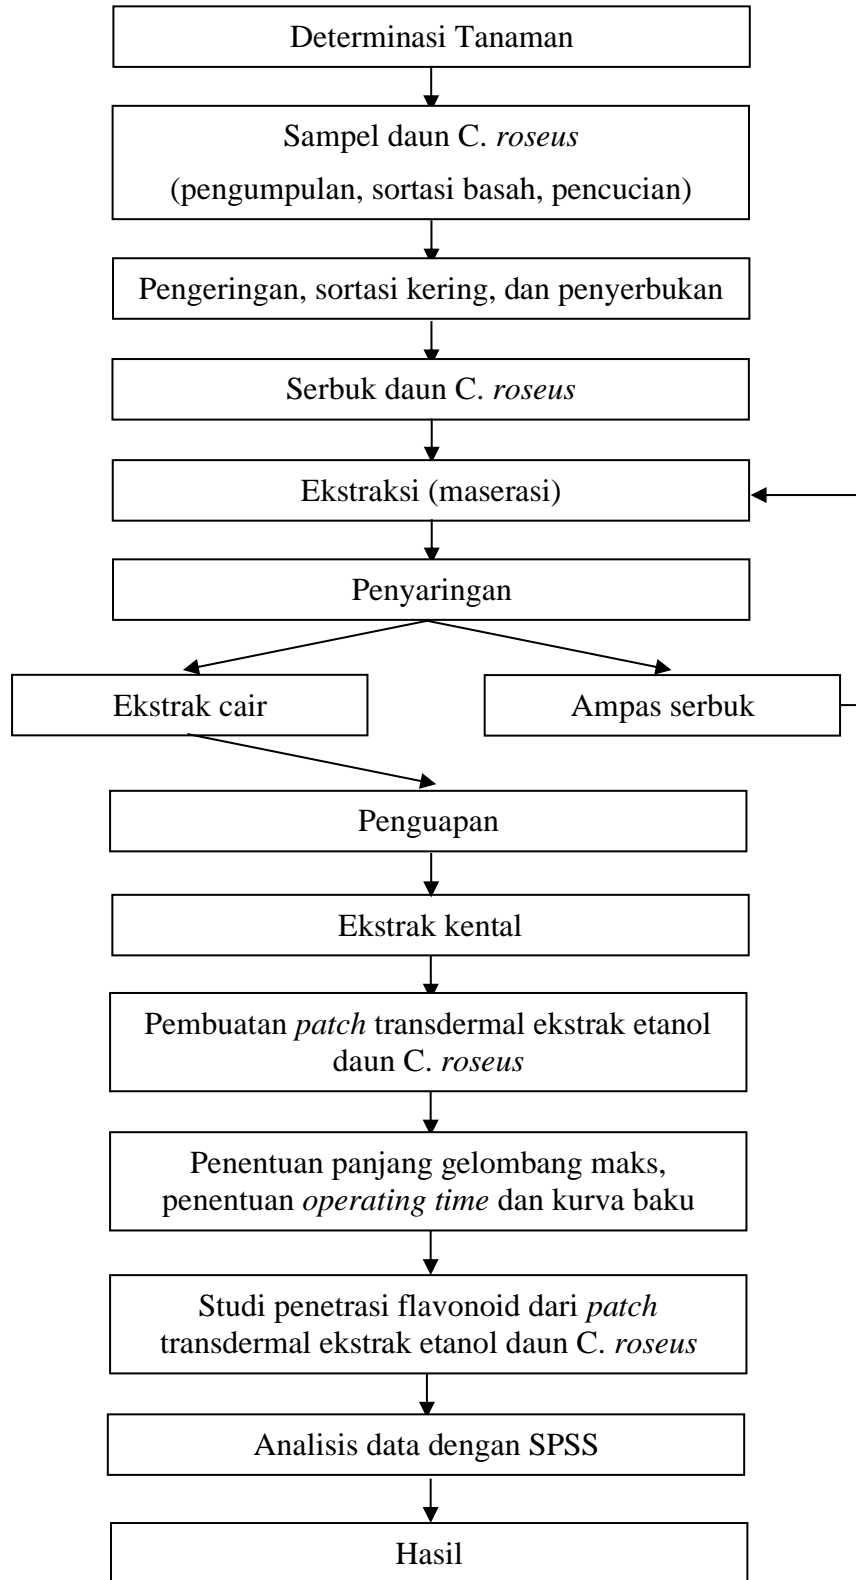 Determinasi Tanaman
Sampel daun C. roseus
(pengumpulan, sortasi basah, pencucian)
Pengeringan, sortasi kering, dan penyerbukan
Serbuk daun C. roseus
Ekstraksi (maserasi)
Penyaringan
Ekstrak cair
Ampas serbuk
Penguapan
Ekstrak kental
Pembuatan patch transdermal ekstrak etanol
daun C. roseus
Penentuan panjang gelombang maks,
penentuan operating time dan kurva baku
Studi penetrasi flavonoid dari patch
transdermal ekstrak etanol daun C. roseus
Analisis data dengan SPSS
Hasil